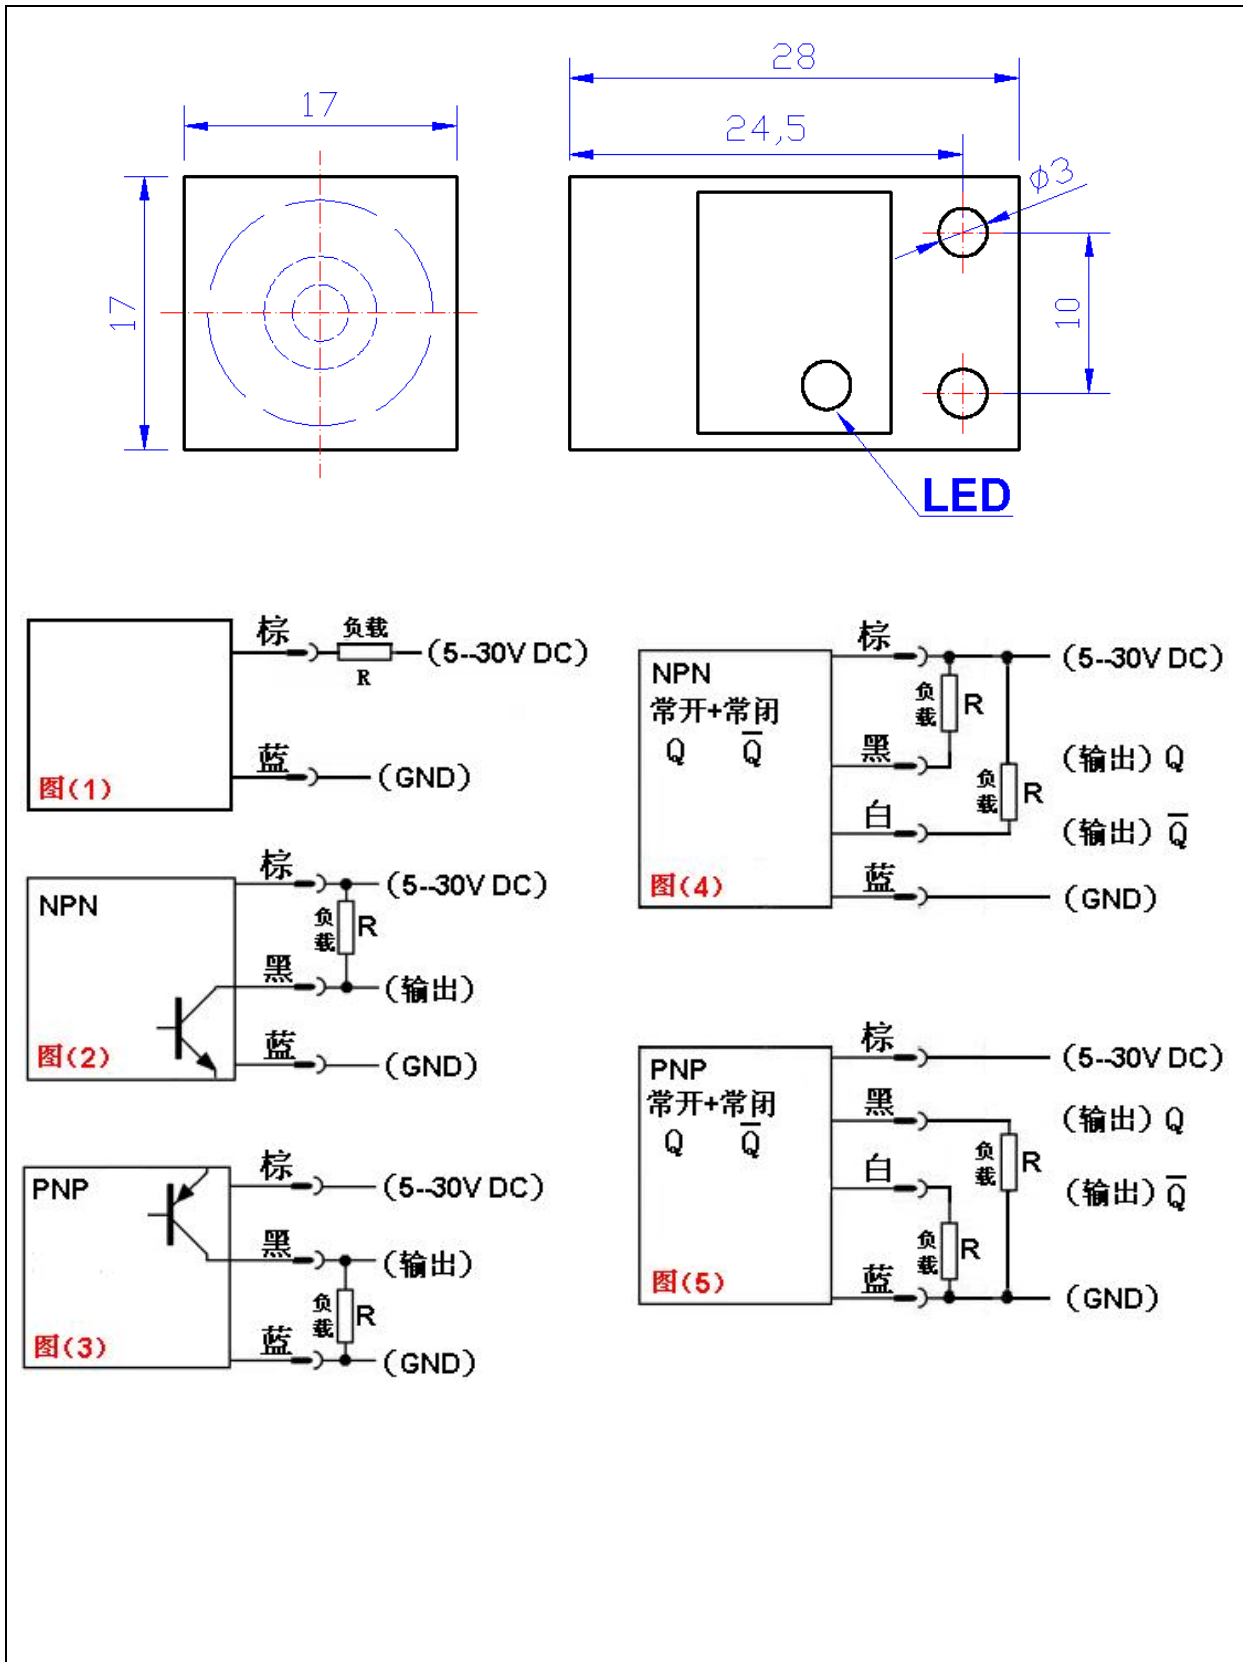 28
17
24,5
ϕ3
17
10
LED
棕 负载 (5--30V DC)
R
蓝 (GND)
图(1)
棕 (5--30V DC)
NPN 负载 R
黑 (输出)
蓝 (GND)
图(2)
棕 (5--30V DC)
PNP
黑 (输出)
负载 R
蓝 (GND)
图(3)
棕 (5--30V DC)
NPN 负载 R
常开+常闭
Q Q̅ 黑 (输出) Q
负载 R
白 (输出) Q̅
蓝 (GND)
图(4)
棕 (5--30V DC)
PNP
常开+常闭 黑 (输出) Q
Q Q̅ 负载 R
白 (输出) Q̅
负载 R
蓝 (GND)
图(5)